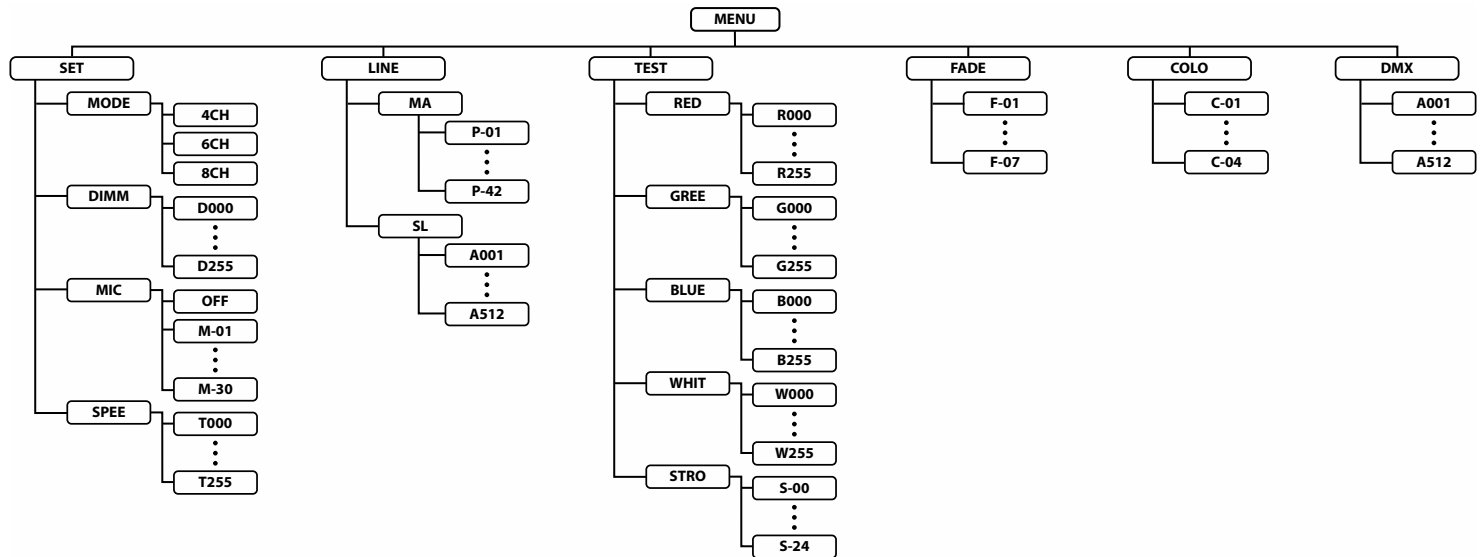 MENU
SET
MODE
4CH
6CH
8CH
DIMM
D000
D255
MIC
OFF
M-01
M-30
SPEE
T000
T255
LINE
MA
P-01
P-42
SL
A001
A512
TEST
RED
R000
R255
GREE
G000
G255
BLUE
B000
B255
WHIT
W000
W255
STRO
S-00
S-24
FADE
F-01
F-07
COLO
C-01
C-04
DMX
A001
A512